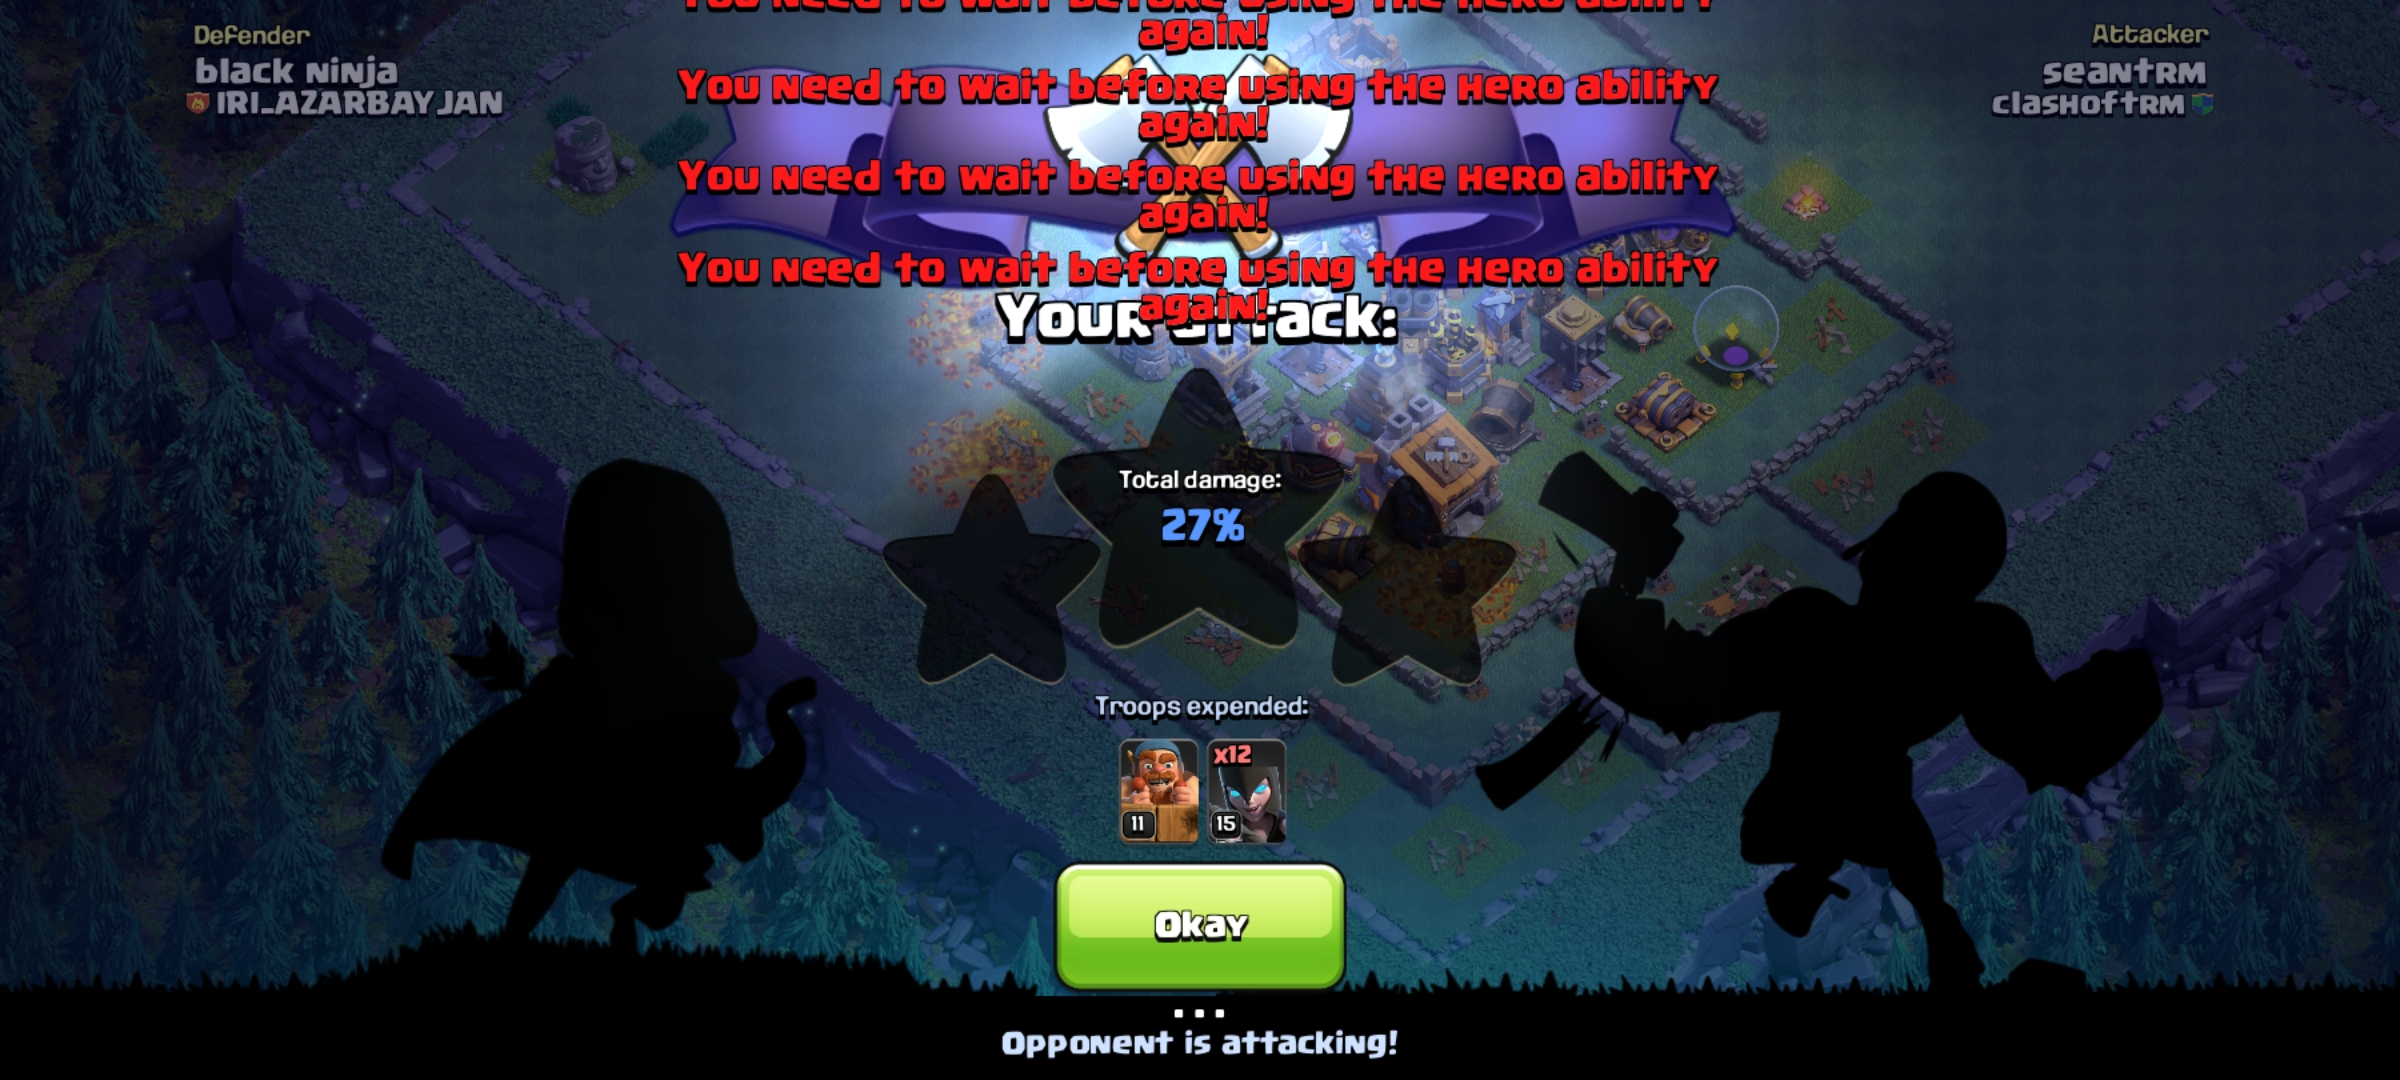 You need to wait before using the Hero ability
again!
You need to wait before using the Hero ability
again!
You need to wait before using the Hero ability
again!
You need to wait before using the Hero ability
again!
Defender
black ninja
IRI_AZARBAYJAN
Attacker
seantrm
clashoftrm
Your attack:
Total damage:
27%
Troops expended:
x12
11
15
Okay
...
Opponent is attacking!